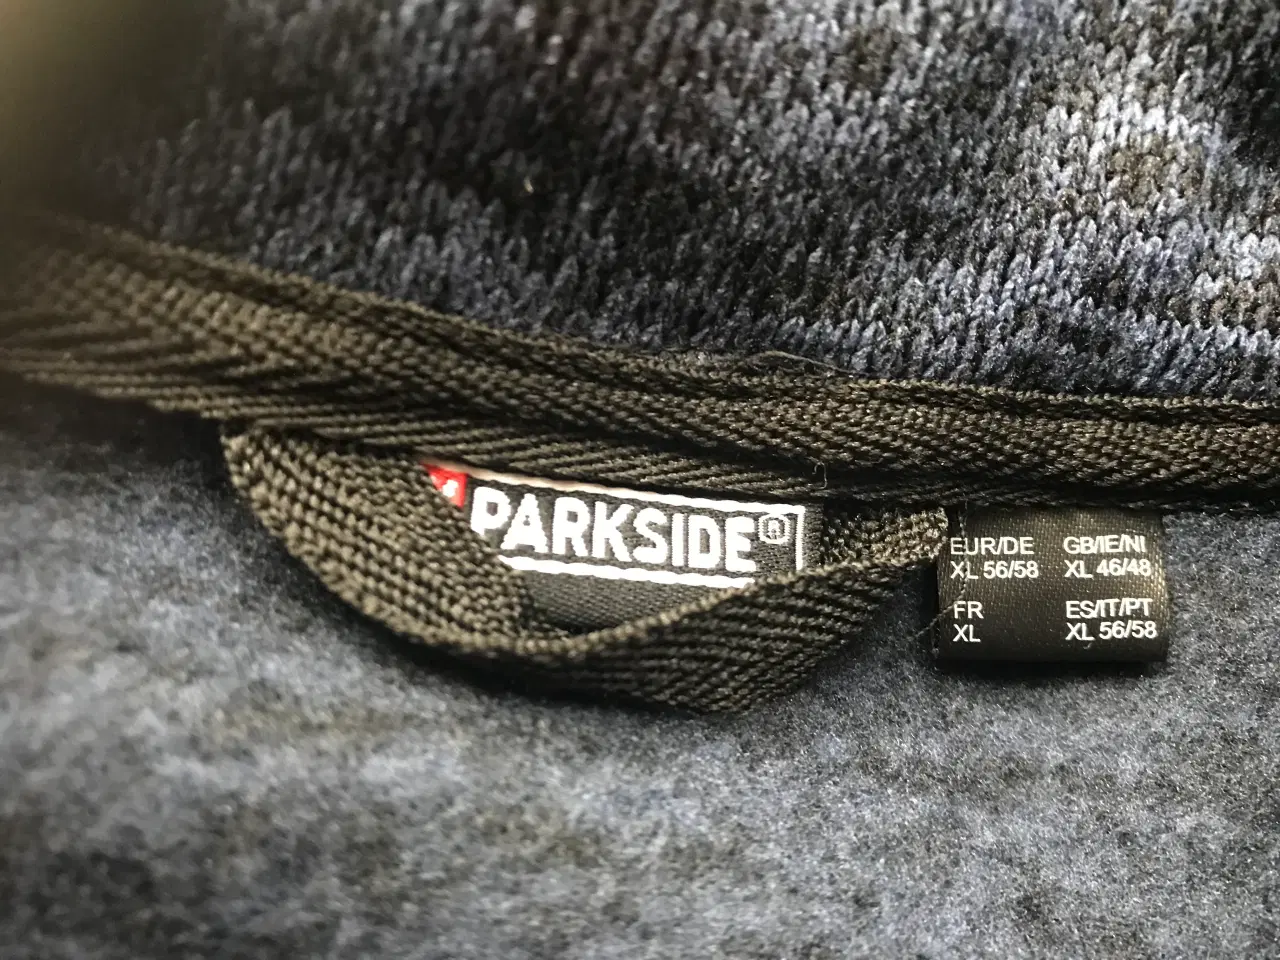 PARKSIDE®
EUR/DE GB/IE/NI
XL 56/58 XL 46/48
FR ES/IT/PT
XL XL 56/58